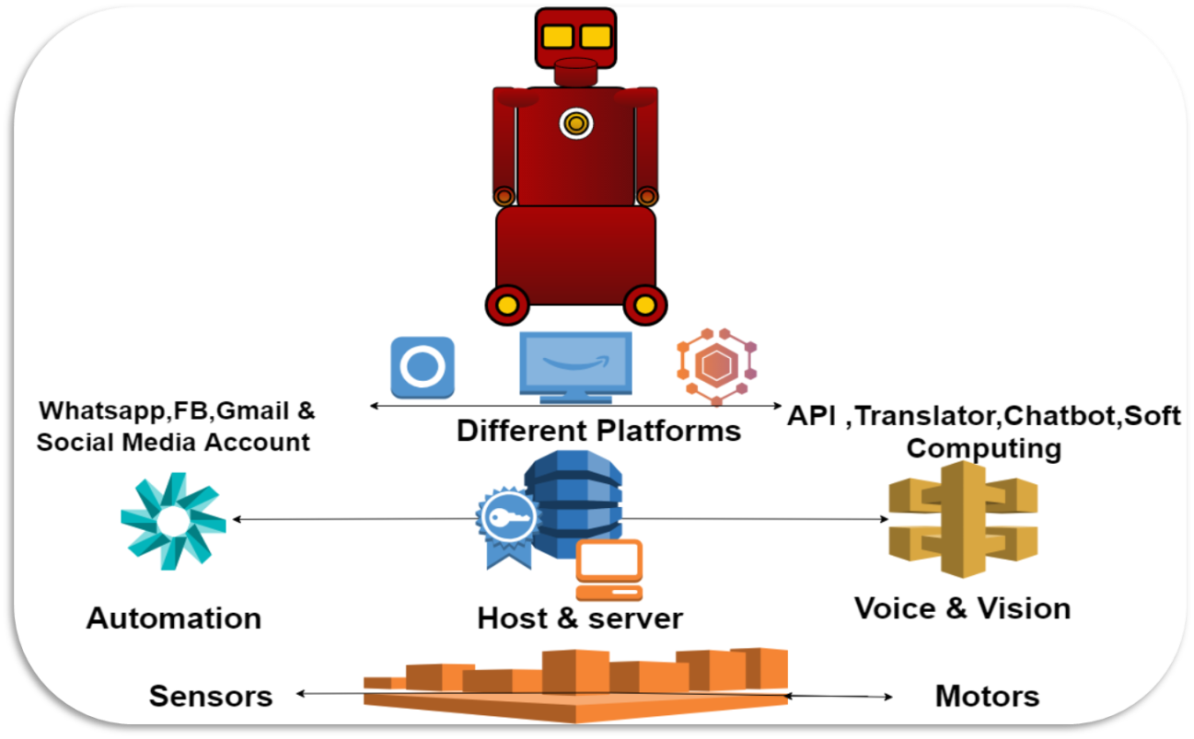 Whatsapp,FB,Gmail &
Social Media Account
Different Platforms
API ,Translator,Chatbot,Soft
Computing
Automation
Host & server
Voice & Vision
Sensors
Motors